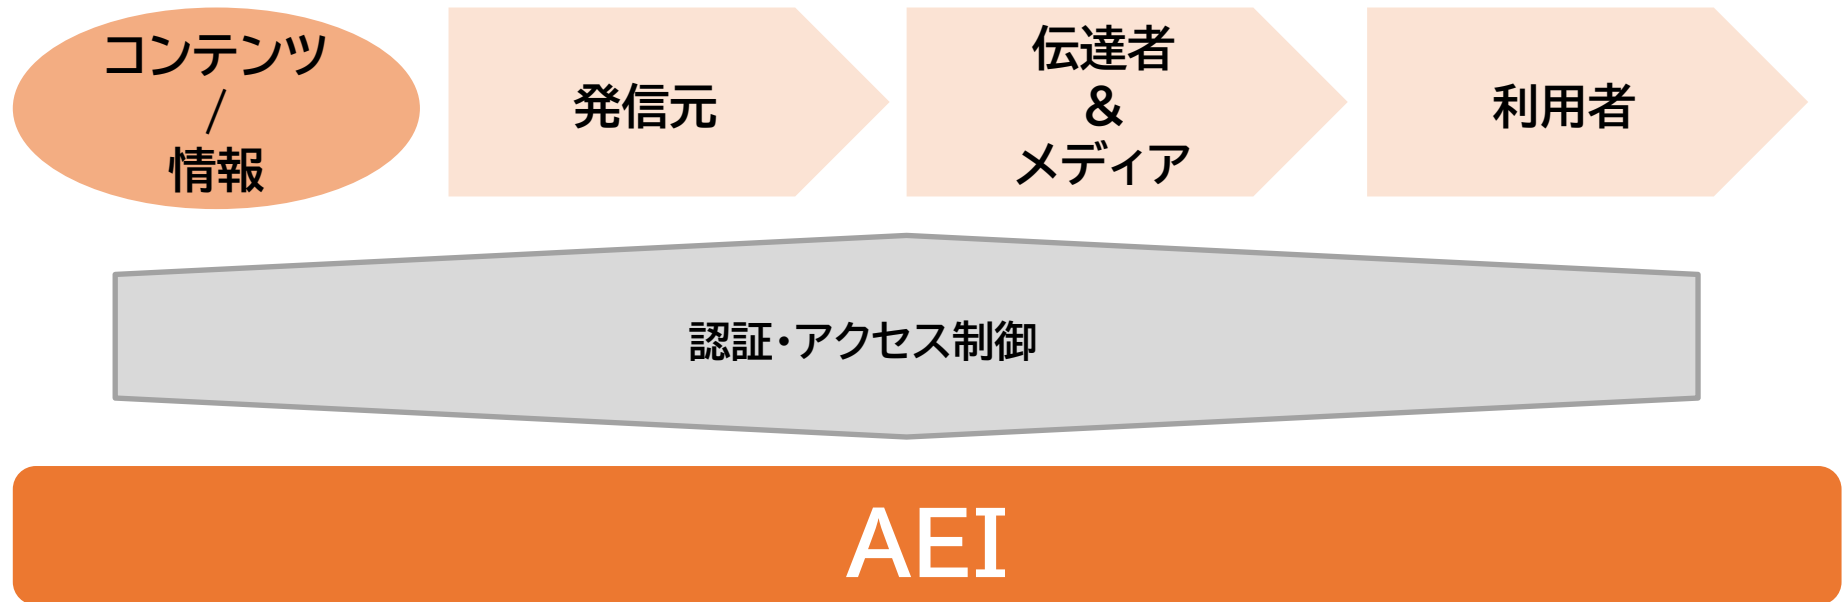 コンテンツ
/
情報
発信元
伝達者
&
メディア
利用者
認証・アクセス制御
AEI